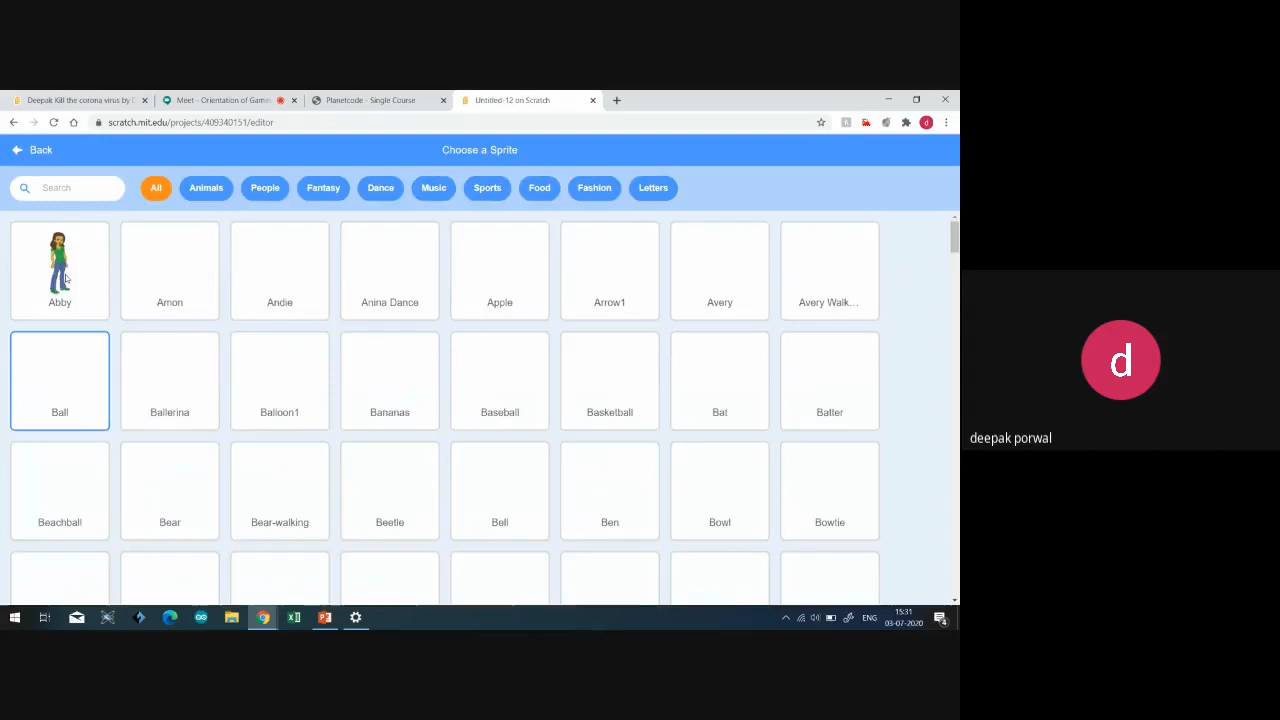 Deepak Kill the corona virus by D
Meet - Orientation of Gamin
Planetcode - Single Course
Untitled-12 on Scratch
scratch.mit.edu/projects/409340151/editor
d
Back
Choose a Sprite
Search
All
Animals
People
Fantasy
Dance
Music
Sports
Food
Fashion
Letters
Abby
Amon
Andie
Anina Dance
Apple
Arrow1
Avery
Avery Walk...
Ball
Ballerina
Balloon1
Bananas
Baseball
Basketball
Bat
Batter
Beachball
Bear
Bear-walking
Beetle
Bell
Ben
Bowl
Bowtie
d
deepak porwal
ENG
15:31
03-07-2020
4